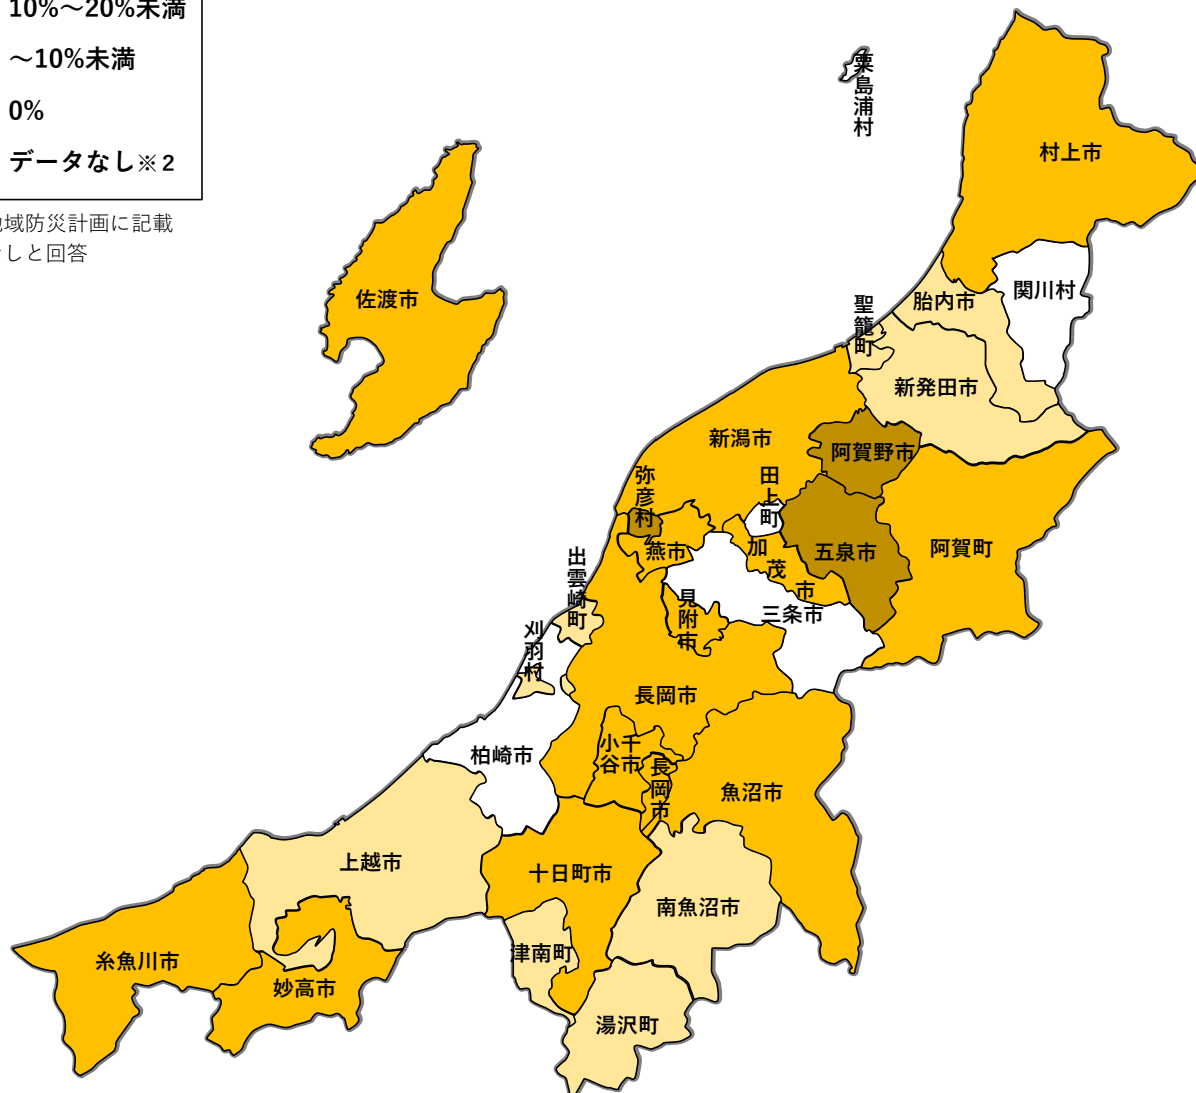 10%～20%未満
～10%未満
0%
データなし※2
域防災計画に記載
しと回答
粟島浦村
村上市
佐渡市
関川村
胎内市
聖籠町
新発田市
新潟市
阿賀野市
弥彦村
田上町
燕市
加茂市
五泉市
阿賀町
出雲崎町
見附市
三条市
刈羽村
長岡市
小千谷市
長岡市
柏崎市
魚沼市
上越市
十日町市
南魚沼市
津南町
糸魚川市
妙高市
湯沢町